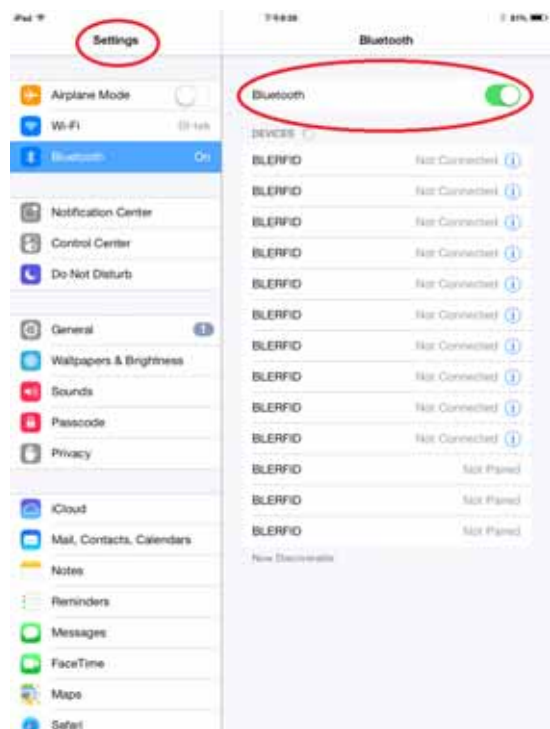 iPad
81%
Settings
Bluetooth
Airplane Mode
Wi-Fi
Bluetooth On
Notification Center
Control Center
Do Not Disturb
General 1
Wallpapers & Brightness
Sounds
Passcode
Privacy
iCloud
Mail, Contacts, Calendars
Notes
Reminders
Messages
FaceTime
Maps
Safari
Bluetooth
DEVICES
BLERFID Not Connected
BLERFID Not Connected
BLERFID Not Connected
BLERFID Not Connected
BLERFID Not Connected
BLERFID Not Connected
BLERFID Not Connected
BLERFID Not Connected
BLERFID Not Connected
BLERFID Not Connected
BLERFID Not Paired
BLERFID Not Paired
BLERFID Not Paired
Now Discoverable